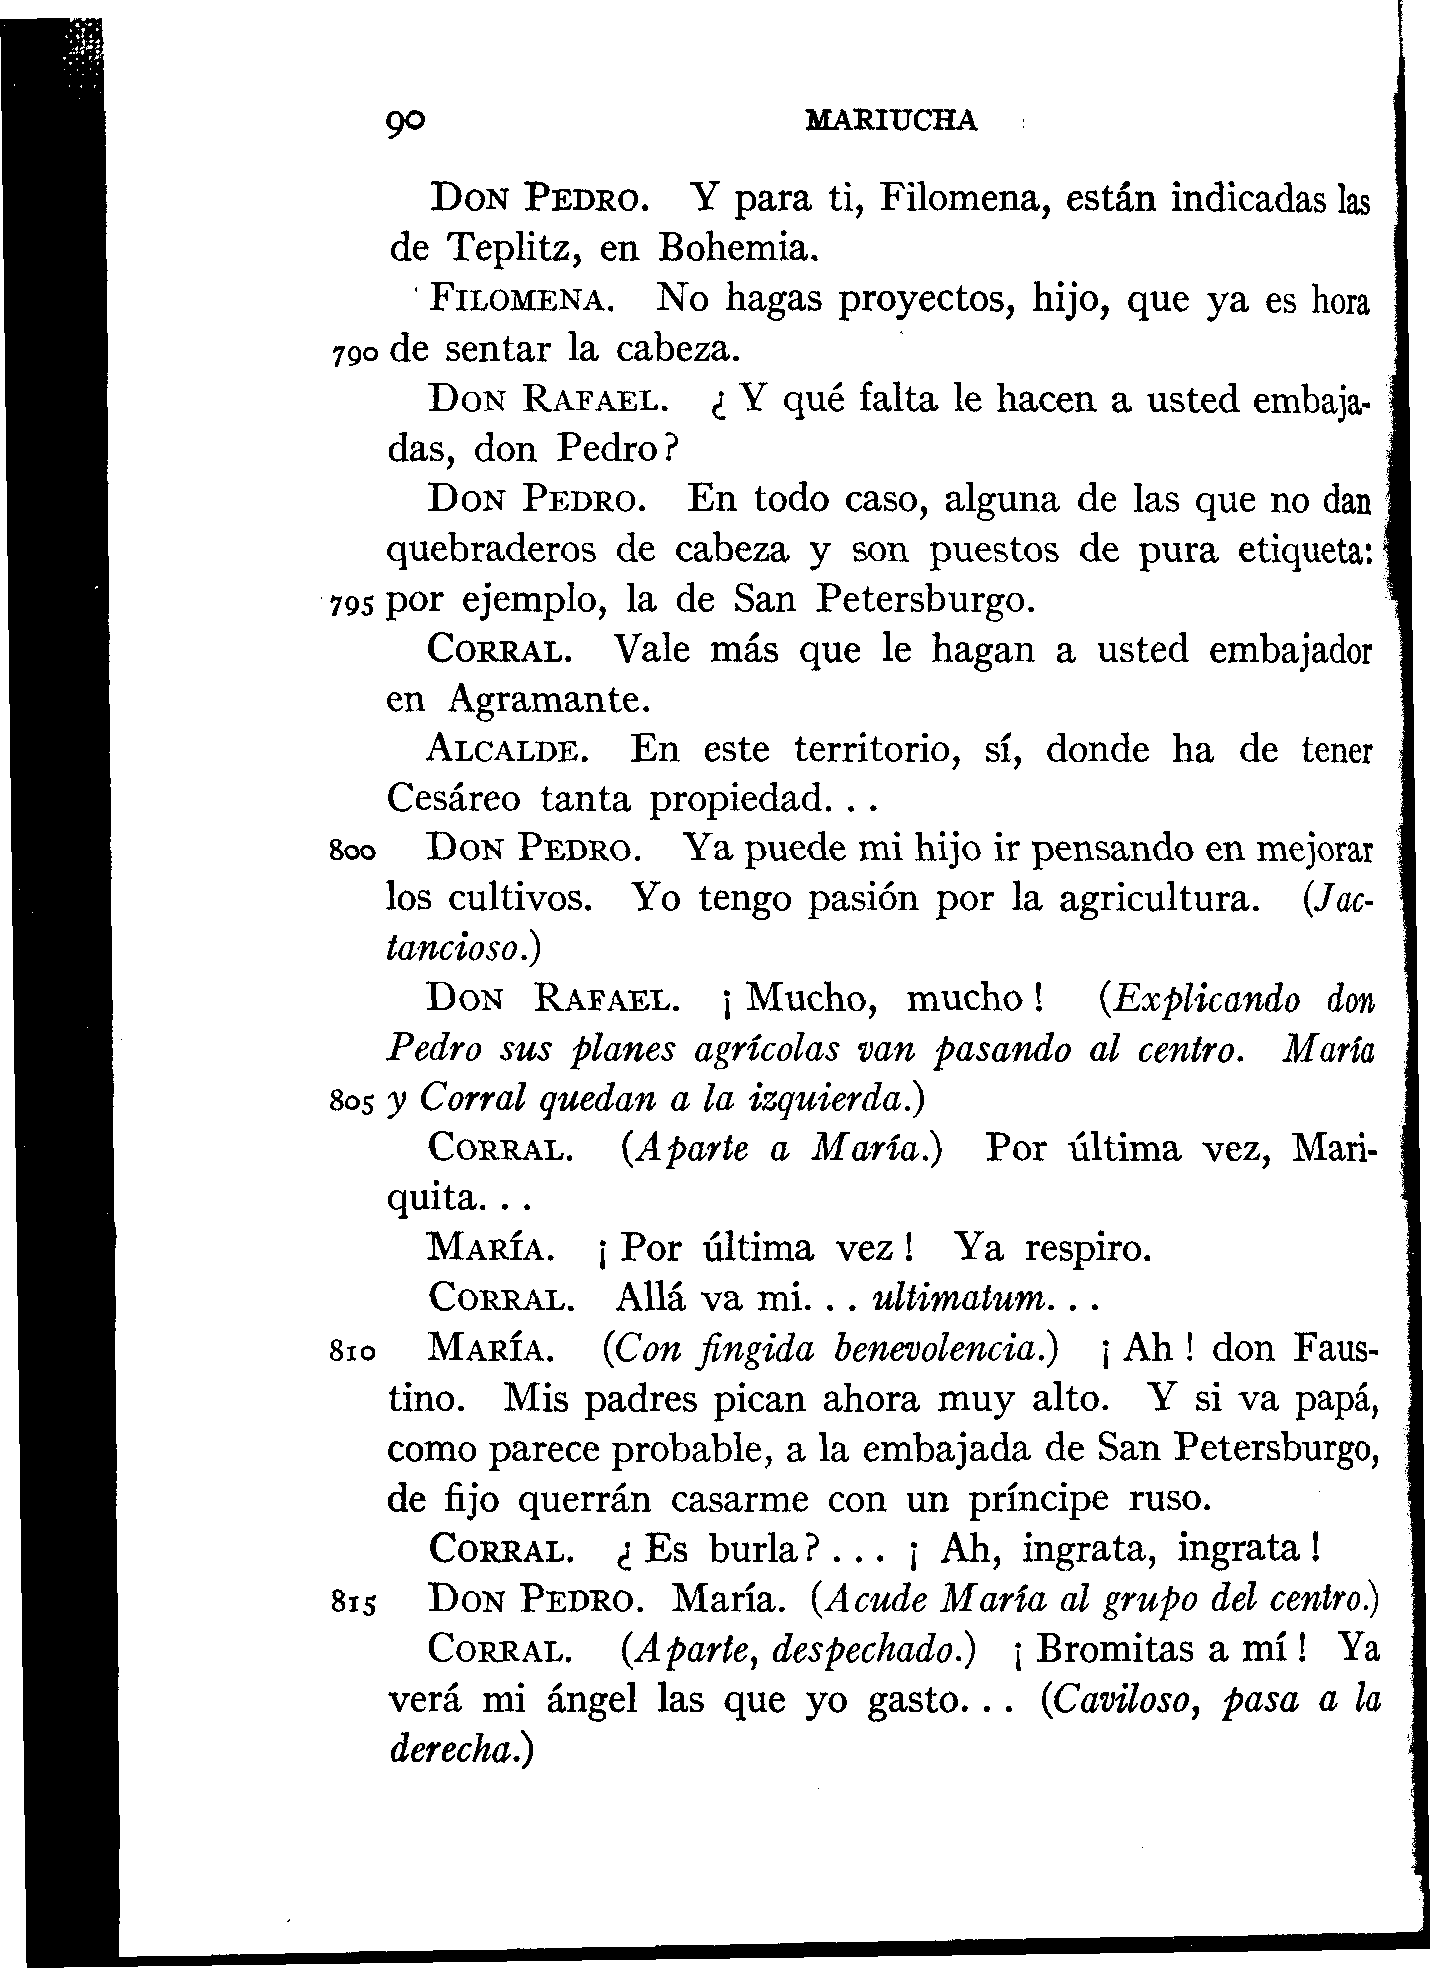 90 MARIUCHA
DON PEDRO. Y para ti, Filomena, están indicadas las
de Teplitz, en Bohemia.
FILOMENA. No hagas proyectos, hijo, que ya es hora
790 de sentar la cabeza.
DON RAFAEL. ¿ Y qué falta le hacen a usted embaja-
das, don Pedro?
DON PEDRO. En todo caso, alguna de las que no dan
quebraderos de cabeza y son puestos de pura etiqueta:
795 por ejemplo, la de San Petersburgo.
CORRAL. Vale más que le hagan a usted embajador
en Agramante.
ALCALDE. En este territorio, sí, donde ha de tener
Cesáreo tanta propiedad. . .
800 DON PEDRO. Ya puede mi hijo ir pensando en mejorar
los cultivos. Yo tengo pasión por la agricultura. (Jac-
tancioso.)
DON RAFAEL. ¡ Mucho, mucho ! (Explicando don
Pedro sus planes agrícolas van pasando al centro. María
805 y Corral quedan a la izquierda.)
CORRAL. (Aparte a María.) Por última vez, Mari-
quita. . .
MARÍA. ¡ Por última vez ! Ya respiro.
CORRAL. Allá va mi. . . ultimatum. . .
810 MARÍA. (Con fingida benevolencia.) ¡ Ah ! don Faus-
tino. Mis padres pican ahora muy alto. Y si va papá,
como parece probable, a la embajada de San Petersburgo,
de fijo querrán casarme con un príncipe ruso.
CORRAL. ¿ Es burla? . . . ¡ Ah, ingrata, ingrata !
815 DON PEDRO. María. (Acude María al grupo del centro.)
CORRAL. (Aparte, despechado.) ¡ Bromitas a mí ! Ya
verá mi ángel las que yo gasto. . . (Caviloso, pasa a la
derecha.)